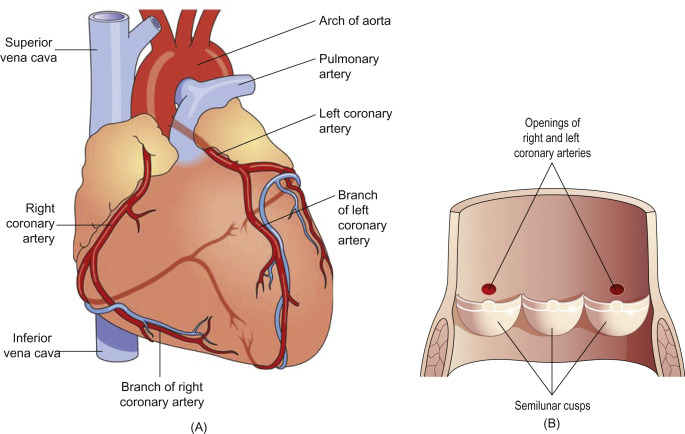 Arch of aorta
Superior
vena cava
Pulmonary
artery
Left coronary
artery
Right
coronary
artery
Branch
of left
coronary
artery
Inferior
vena cava
Branch of right
coronary artery
(A)
Openings of
right and left
coronary arteries
Semilunar cusps
(B)